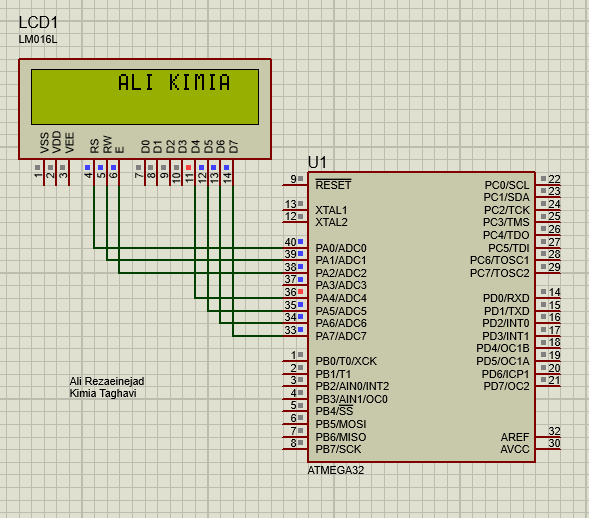 LCD1
LM016L
ALI KIMIA
VSS VDD VEE RS RW E D0 D1 D2 D3 D4 D5 D6 D7
1 2 3 4 5 6 7 8 9 10 11 12 13 14
U1
9 RESET PC0/SCL 22
PC1/SDA 23
13 XTAL1 PC2/TCK 24
12 XTAL2 PC3/TMS 25
PC4/TDO 26
40 PA0/ADC0 PC5/TDI 27
39 PA1/ADC1 PC6/TOSC1 28
38 PA2/ADC2 PC7/TOSC2 29
37 PA3/ADC3
36 PA4/ADC4 PD0/RXD 14
35 PA5/ADC5 PD1/TXD 15
34 PA6/ADC6 PD2/INT0 16
33 PA7/ADC7 PD3/INT1 17
PD4/OC1B 18
1 PB0/T0/XCK PD5/OC1A 19
2 PB1/T1 PD6/ICP1 20
3 PB2/AIN0/INT2 PD7/OC2 21
4 PB3/AIN1/OC0
5 PB4/SS
6 PB5/MOSI
7 PB6/MISO AREF 32
8 PB7/SCK AVCC 30
ATMEGA32
Ali Rezaeinejad
Kimia Taghavi